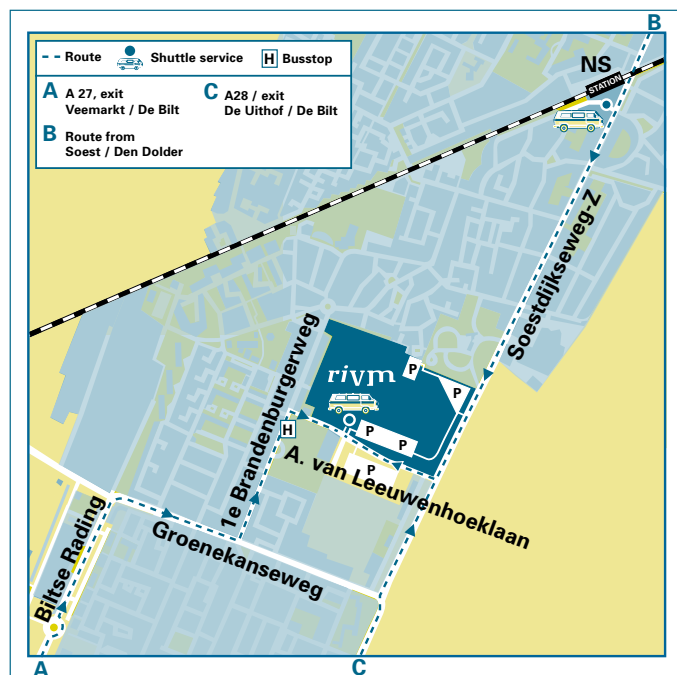 B
Route
Shuttle service
H Busstop
A A 27, exit
Veemarkt / De Bilt
B Route from
Soest / Den Dolder
C A28 / exit
De Uithof / De Bilt
NS
STATION
Soestdijkseweg-Z
1e Brandenburgerweg
rivm
P
P
P
P
P
H
A. van Leeuwenhoeklaan
Groenekanseweg
Biltse Rading
A
C